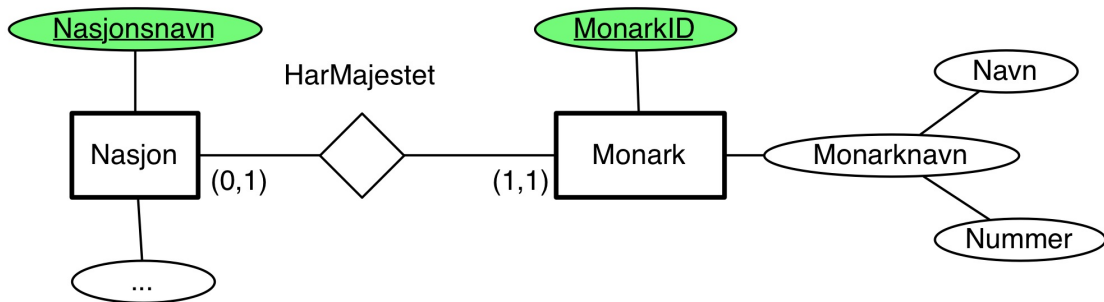 Nasjonsnavn
MonarkID
HarMajestet
Navn
Nasjon
Monark
Monarknavn
(0,1)
(1,1)
Nummer
...